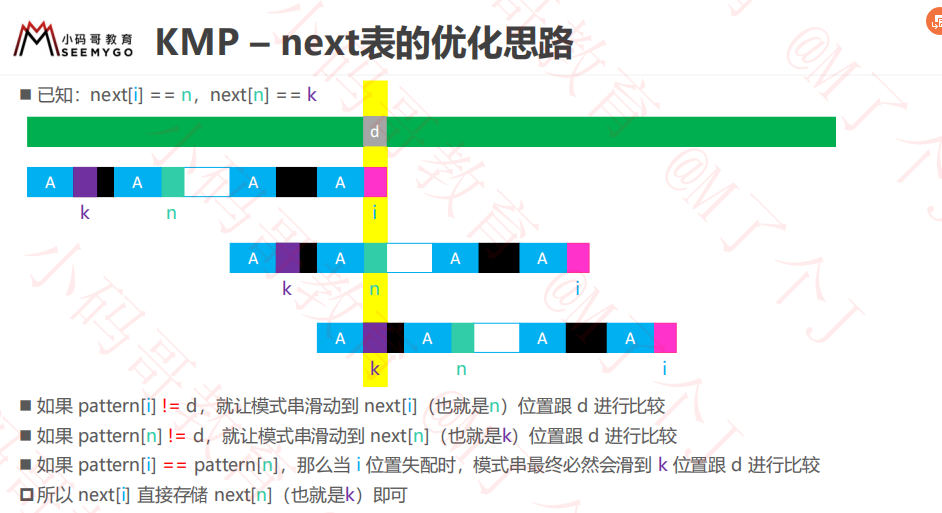 小码哥教育
SEEMYGO
KMP – next表的优化思路
■ 已知：next[i] == n，next[n] == k
d
A A A A
k n i
A A A A
k n i
A A A A
k n i
■ 如果 pattern[i] != d，就让模式串滑动到 next[i]（也就是n）位置跟 d 进行比较
■ 如果 pattern[n] != d，就让模式串滑动到 next[n]（也就是k）位置跟 d 进行比较
■ 如果 pattern[i] == pattern[n]，那么当 i 位置失配时，模式串最终必然会滑到 k 位置跟 d 进行比较
所以 next[i] 直接存储 next[n]（也就是k）即可
小码哥教育 @M了个J